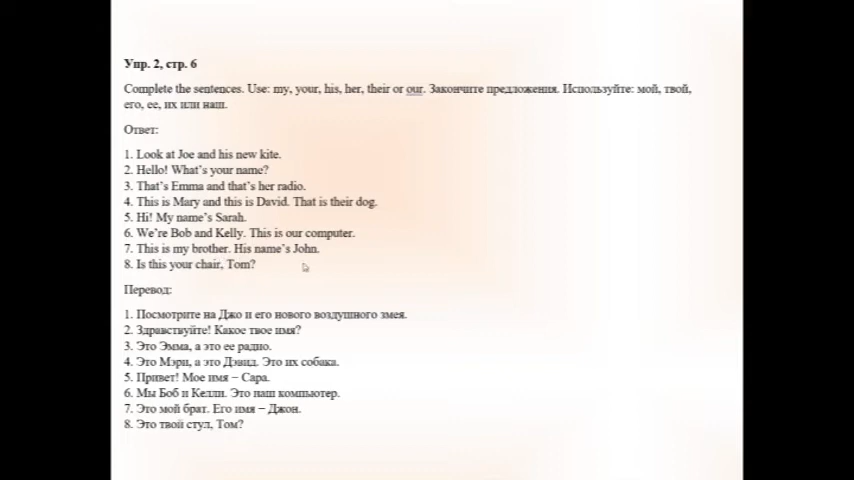 Упр. 2, стр. 6
Complete the sentences. Use: my, your, his, her, their or our. Закончите предложения. Используйте: мой, твой,
его, ее, их или наш.
Ответ:
1. Look at Joe and his new kite.
2. Hello! What's your name?
3. That's Emma and that's her radio.
4. This is Mary and this is David. That is their dog.
5. Hi! My name's Sarah.
6. We're Bob and Kelly. This is our computer.
7. This is my brother. His name's John.
8. Is this your chair, Tom?
Перевод:
1. Посмотрите на Джо и его нового воздушного змея.
2. Здравствуйте! Какое твое имя?
3. Это Эмма, а это ее радио.
4. Это Мэри, а это Дэвид. Это их собака.
5. Привет! Мое имя – Сара.
6. Мы Боб и Келли. Это наш компьютер.
7. Это мой брат. Его имя – Джон.
8. Это твой стул, Том?